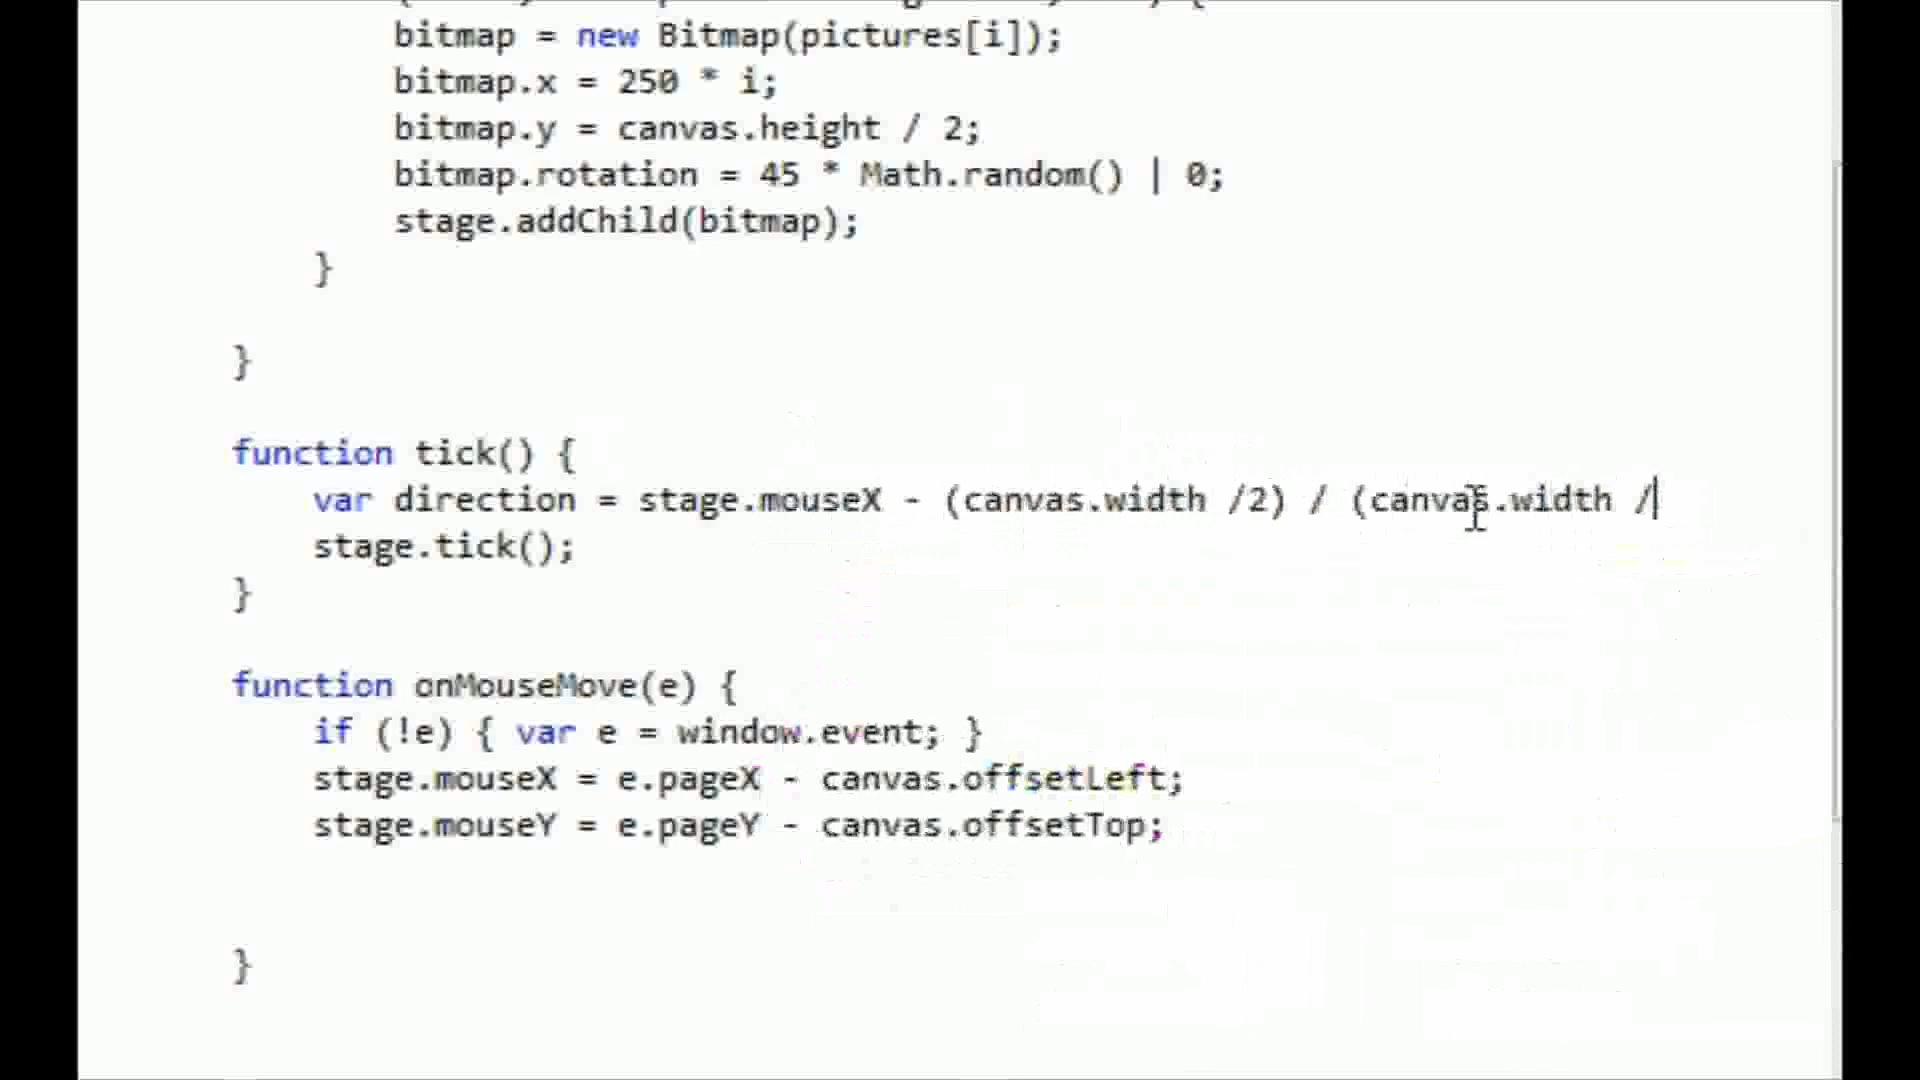 bitmap = new Bitmap(pictures[i]);
bitmap.x = 250 * i;
bitmap.y = canvas.height / 2;
bitmap.rotation = 45 * Math.random() | 0;
stage.addChild(bitmap);
}
}
function tick() {
var direction = stage.mouseX - (canvas.width /2) / (canvas.width /
stage.tick();
}
function onMouseMove(e) {
if (!e) { var e = window.event; }
stage.mouseX = e.pageX - canvas.offsetLeft;
stage.mouseY = e.pageY - canvas.offsetTop;
}